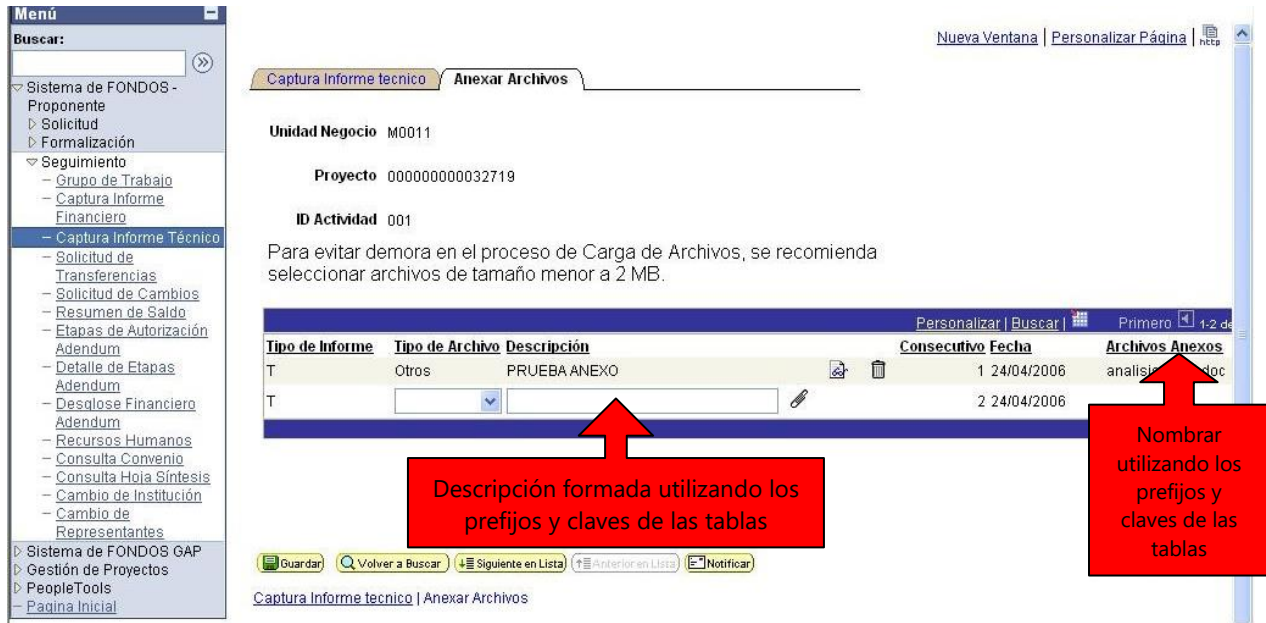 Menú
Buscar:
Sistema de FONDOS -
Proponente
Solicitud
Formalización
Seguimiento
– Grupo de Trabajo
– Captura Informe
Financiero
– Captura Informe Técnico
– Solicitud de
Transferencias
– Solicitud de Cambios
– Resumen de Saldo
– Etapas de Autorización
Adendum
– Detalle de Etapas
Adendum
– Desglose Financiero
Adendum
– Recursos Humanos
– Consulta Convenio
– Consulta Hoja Síntesis
– Cambio de Institución
– Cambio de
Representantes
Sistema de FONDOS GAP
Gestión de Proyectos
PeopleTools
– Pagina Inicial
Nueva Ventana | Personalizar Página | http
Captura Informe tecnico Anexar Archivos
Unidad Negocio M0011
Proyecto 000000000032719
ID Actividad 001
Para evitar demora en el proceso de Carga de Archivos, se recomienda
seleccionar archivos de tamaño menor a 2 MB.
Personalizar | Buscar | Primero 1-2 de
Tipo de Informe Tipo de Archivo Descripción Consecutivo Fecha Archivos Anexos
T Otros PRUEBA ANEXO 1 24/04/2006 doc
T 2 24/04/2006
Descripción formada utilizando los
prefijos y claves de las tablas
Nombrar
utilizando los
prefijos y
claves de las
tablas
Guardar Volver a Buscar Siguiente en Lista Anterior en Lista Notificar
Captura Informe tecnico | Anexar Archivos